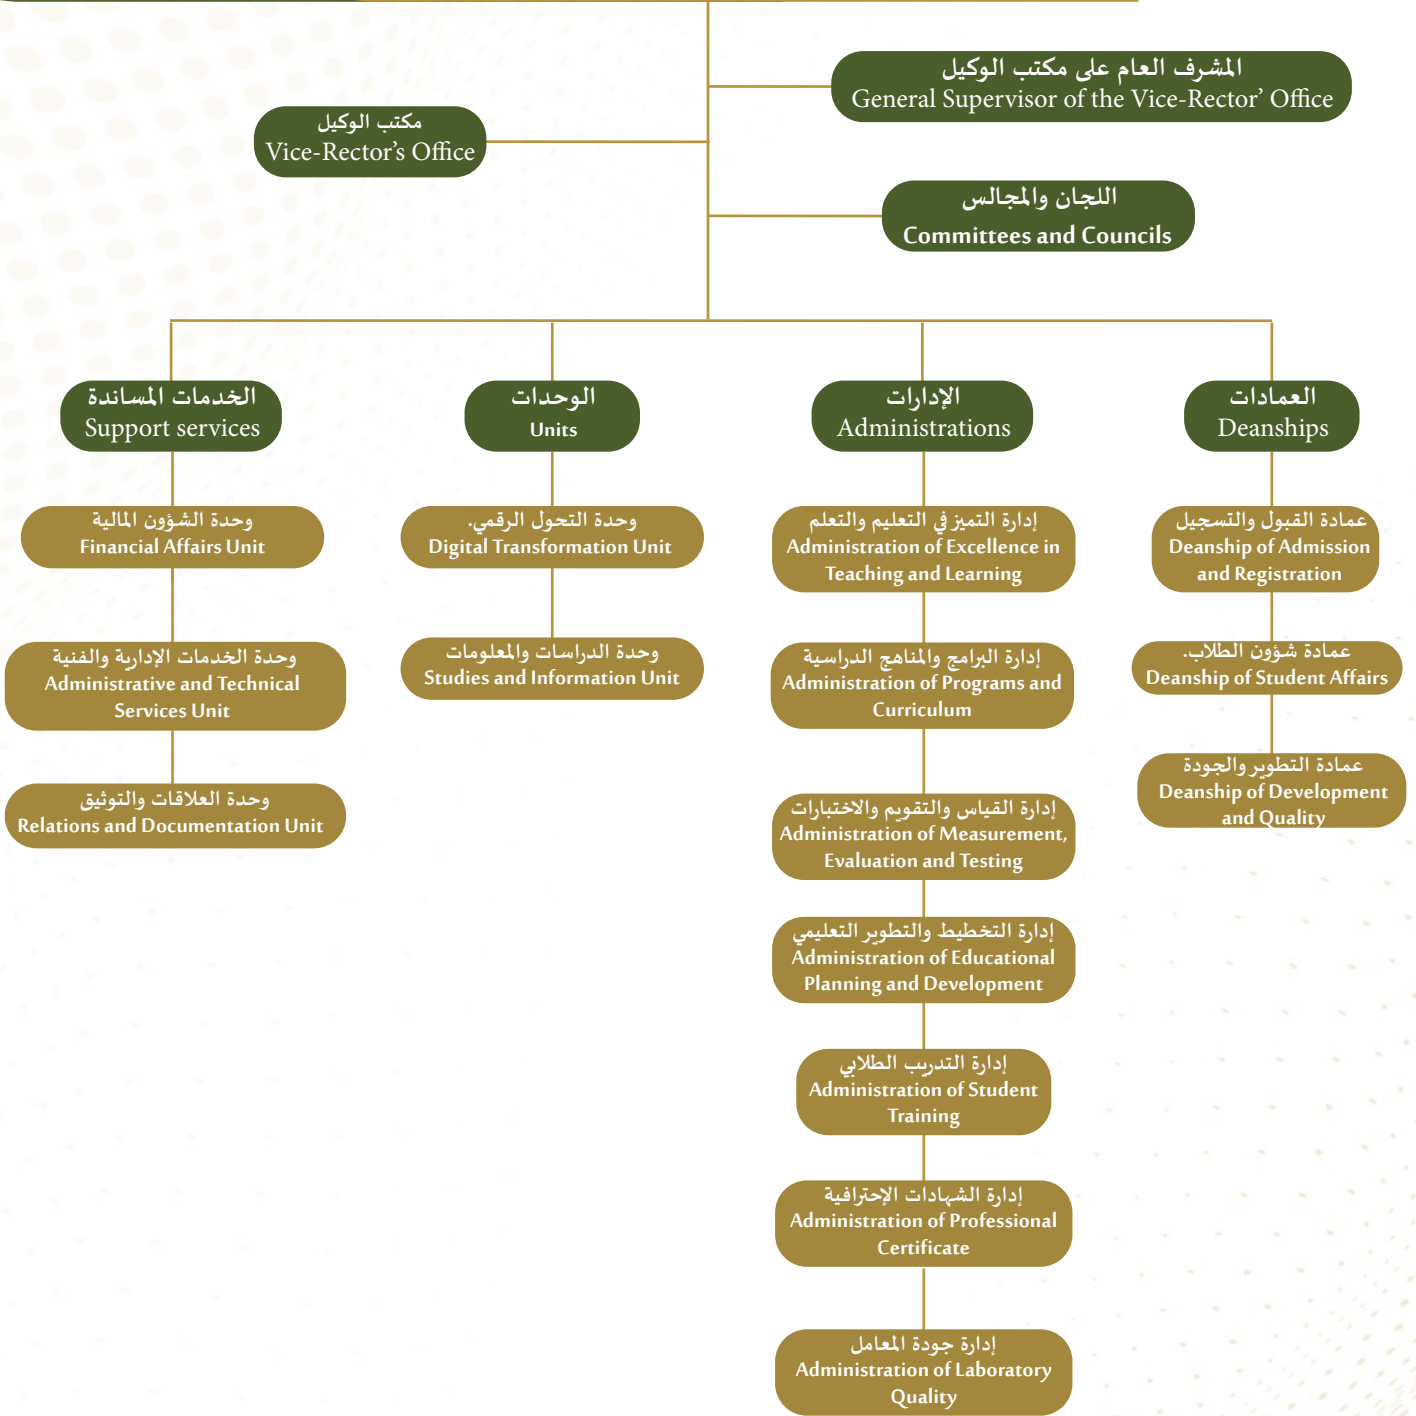 المشرف العام على مكتب الوكيل
General Supervisor of the Vice-Rector’ Office
مكتب الوكيل
Vice-Rector’s Office
اللجان والمجالس
Committees and Councils
العمادات
Deanships
عمادة القبول والتسجيل
Deanship of Admission
and Registration
عمادة شؤون الطلاب.
Deanship of Student Affairs
عمادة التطوير والجودة
Deanship of Development
and Quality
الإدارات
Administrations
إدارة التميز في التعليم والتعلم
Administration of Excellence in
Teaching and Learning
إدارة البرامج والمناهج الدراسية
Administration of Programs and
Curriculum
إدارة القياس والتقويم والاختبارات
Administration of Measurement,
Evaluation and Testing
إدارة التخطيط والتطوير التعليمي
Administration of Educational
Planning and Development
إدارة التدريب الطلابي
Administration of Student
Training
إدارة الشهادات الإحترافية
Administration of Professional
Certificate
إدارة جودة المعامل
Administration of Laboratory
Quality
الوحدات
Units
وحدة التحول الرقمي.
Digital Transformation Unit
وحدة الدراسات والمعلومات
Studies and Information Unit
الخدمات المساندة
Support services
وحدة الشؤون المالية
Financial Affairs Unit
وحدة الخدمات الإدارية والفنية
Administrative and Technical
Services Unit
وحدة العلاقات والتوثيق
Relations and Documentation Unit